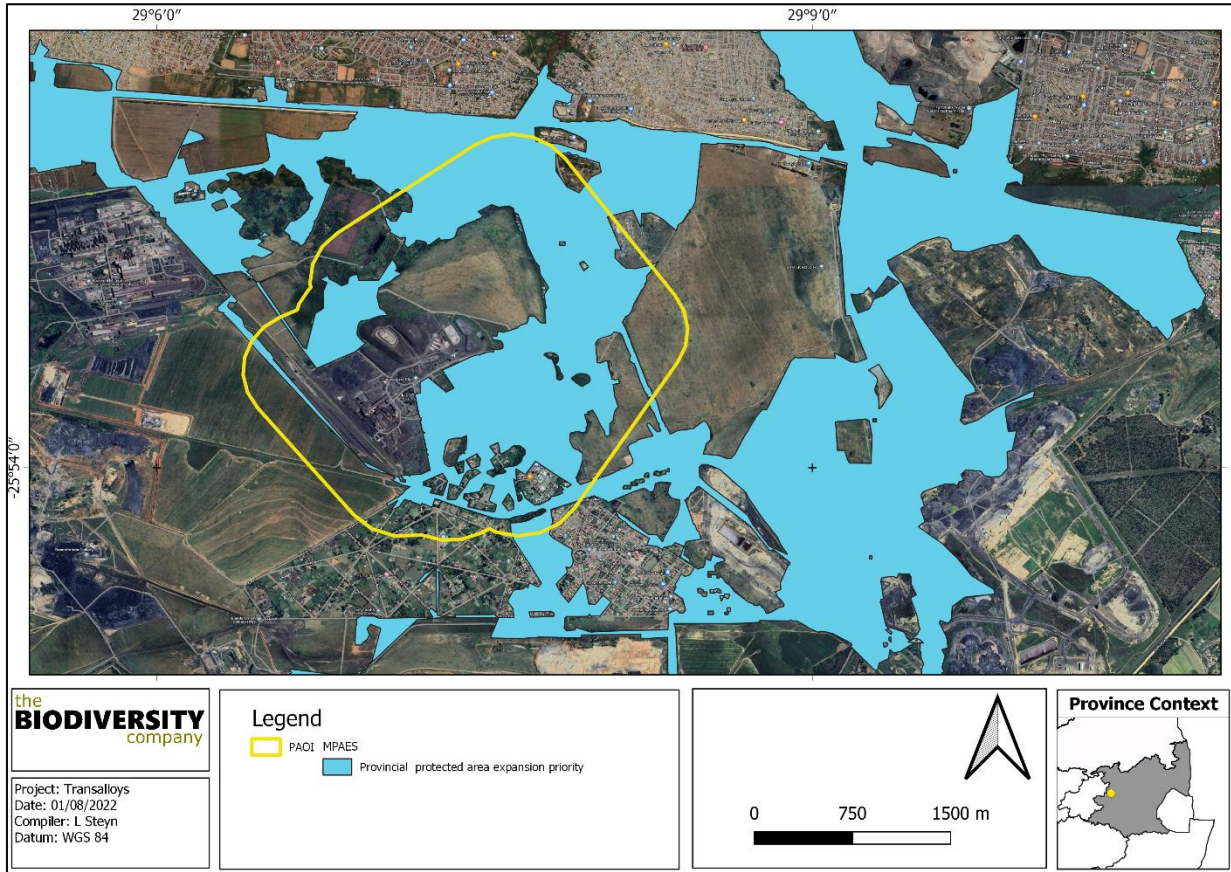 29°6'0″ 29°9'0″
-25°54'0″
the
BIODIVERSITY
company
Project: Transalloys
Date: 01/08/2022
Compiler: L Steyn
Datum: WGS 84
Legend
PAOI MPAES
Provincial protected area expansion priority
0 750 1500 m
Province Context